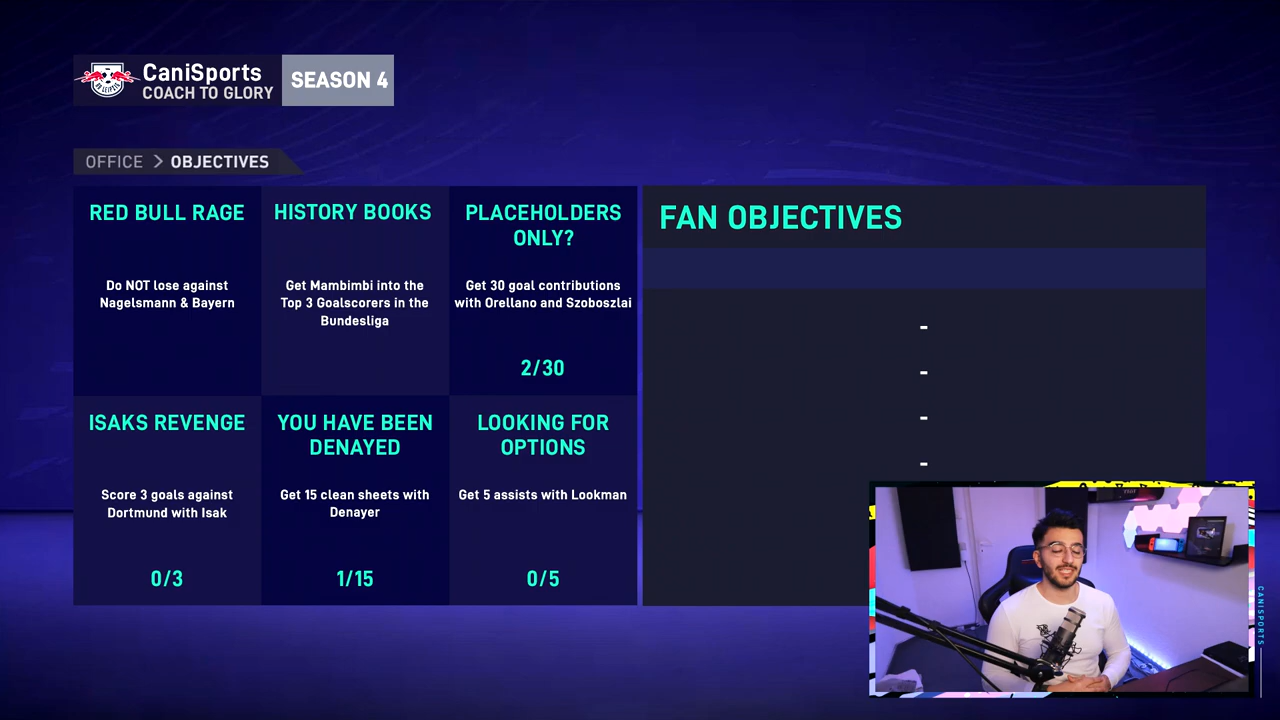 CaniSports
COACH TO GLORY
SEASON 4
RB LEIPZIG
OFFICE > OBJECTIVES
RED BULL RAGE
Do NOT lose against
Nagelsmann & Bayern
HISTORY BOOKS
Get Mambimbi into the
Top 3 Goalscorers in the
Bundesliga
PLACEHOLDERS
ONLY?
Get 30 goal contributions
with Orellano and Szoboszlai
2/30
ISAKS REVENGE
Score 3 goals against
Dortmund with Isak
0/3
YOU HAVE BEEN
DENAYED
Get 15 clean sheets with
Denayer
1/15
LOOKING FOR
OPTIONS
Get 5 assists with Lookman
0/5
FAN OBJECTIVES
-
-
-
-
CANISPORTS